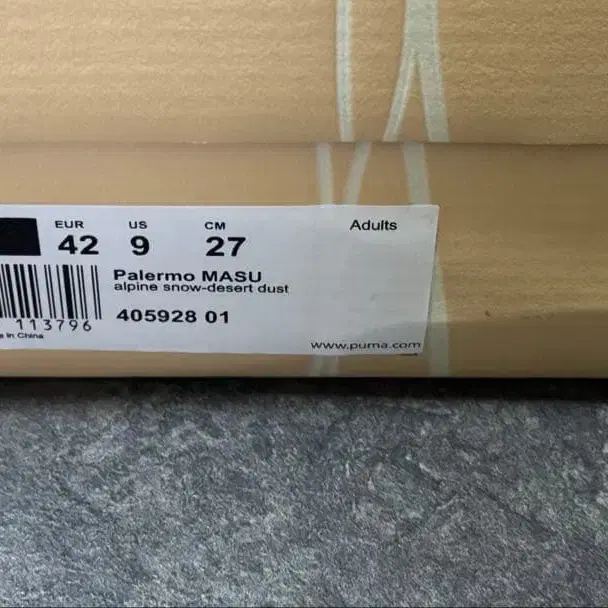 EUR US CM Adults
42 9 27
Palermo MASU
alpine snow-desert dust
405928 01
113796
in China
www.puma.com